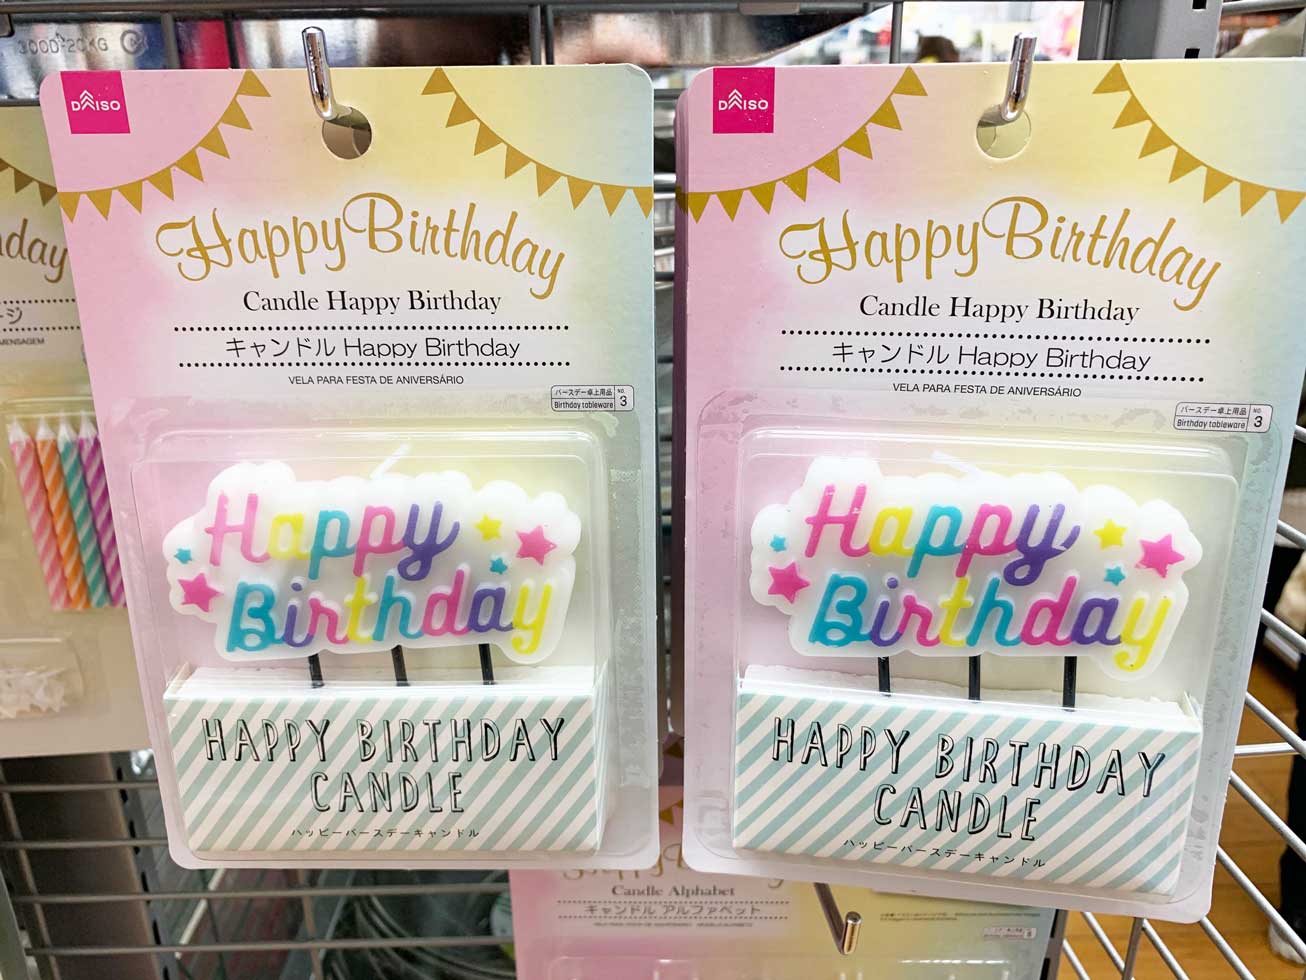 3000-20KG
DAISO
Happy Birthday
Candle Happy Birthday
キャンドル Happy Birthday
VELA PARA FESTA DE ANIVERSÁRIO
バースデー卓上用品
Birthday tableware
NO.
3
Happy
Birthday
HAPPY BIRTHDAY
CANDLE
ハッピーバースデーキャンドル
DAISO
Happy Birthday
Candle Happy Birthday
キャンドル Happy Birthday
VELA PARA FESTA DE ANIVERSÁRIO
バースデー卓上用品
Birthday tableware
NO.
3
Happy
Birthday
HAPPY BIRTHDAY
CANDLE
ハッピーバースデーキャンドル
day
ージ
MENSAGEM
Candle Alphabet
キャンドル アルファベット